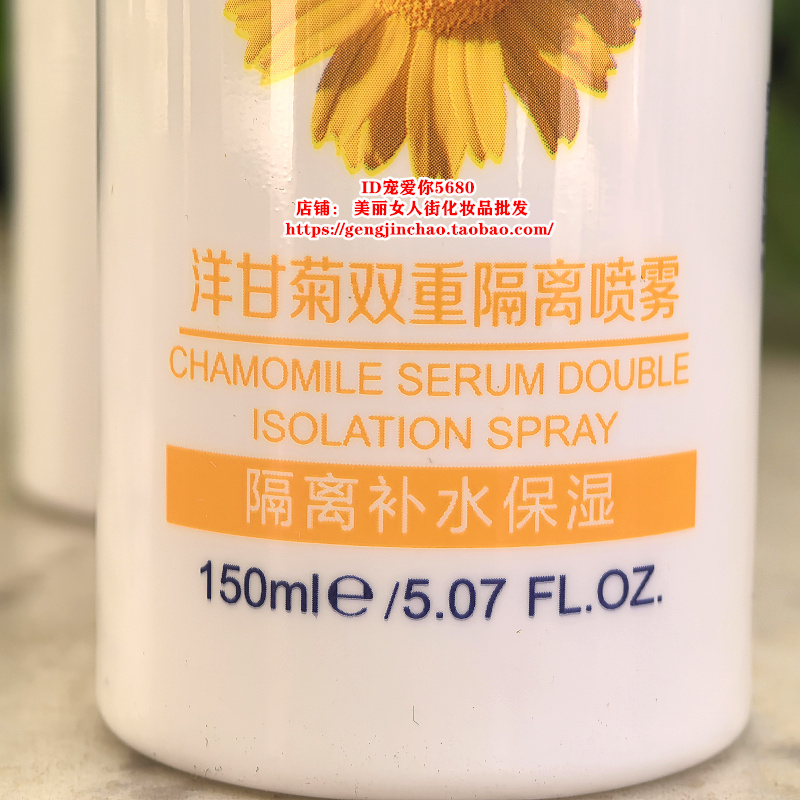 ID宠爱你5680
店铺： 美丽女人街化妆品批发
https://gengjinchao.taobao.com/
洋甘菊双重隔离喷雾
CHAMOMILE SERUM DOUBLE
ISOLATION SPRAY
隔离补水保湿
150ml℮/5.07 FL.OZ.